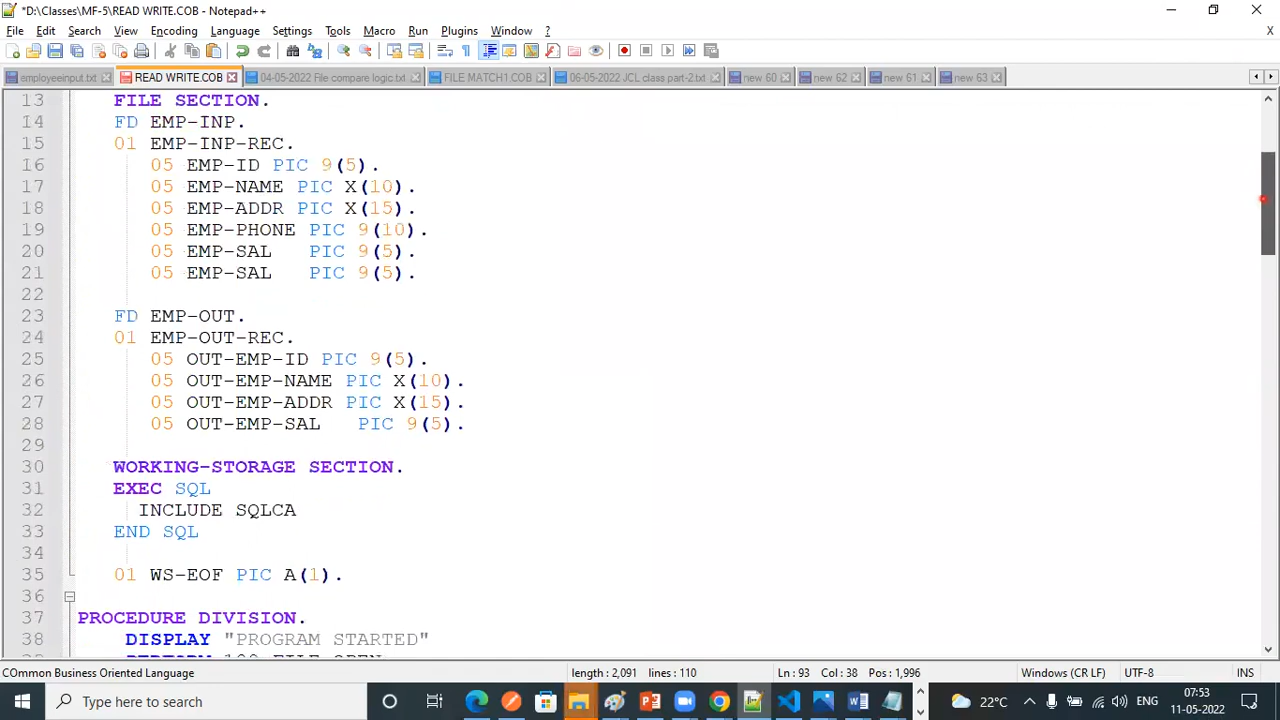 *D:\Classes\MF-5\READ WRITE.COB - Notepad++
File Edit Search View Encoding Language Settings Tools Macro Run Plugins Window ?
X
employeeinput.txt READ WRITE.COB 04-05-2022 File compare logic.txt FILE MATCH1.COB 06-05-2022 JCL class part-2.txt new 60 new 62 new 61 new 63
13 FILE SECTION.
14 FD EMP-INP.
15 01 EMP-INP-REC.
16 05 EMP-ID PIC 9(5).
17 05 EMP-NAME PIC X(10).
18 05 EMP-ADDR PIC X(15).
19 05 EMP-PHONE PIC 9(10).
20 05 EMP-SAL PIC 9(5).
21 05 EMP-SAL PIC 9(5).
22
23 FD EMP-OUT.
24 01 EMP-OUT-REC.
25 05 OUT-EMP-ID PIC 9(5).
26 05 OUT-EMP-NAME PIC X(10).
27 05 OUT-EMP-ADDR PIC X(15).
28 05 OUT-EMP-SAL PIC 9(5).
29
30 WORKING-STORAGE SECTION.
31 EXEC SQL
32 INCLUDE SQLCA
33 END SQL
34
35 01 WS-EOF PIC A(1).
36
37 PROCEDURE DIVISION.
38 DISPLAY "PROGRAM STARTED"
COmmon Business Oriented Language length : 2,091 lines : 110 Ln : 93 Col : 38 Pos : 1,996 Windows (CR LF) UTF-8 INS
Type here to search 22°C ENG 07:53
11-05-2022